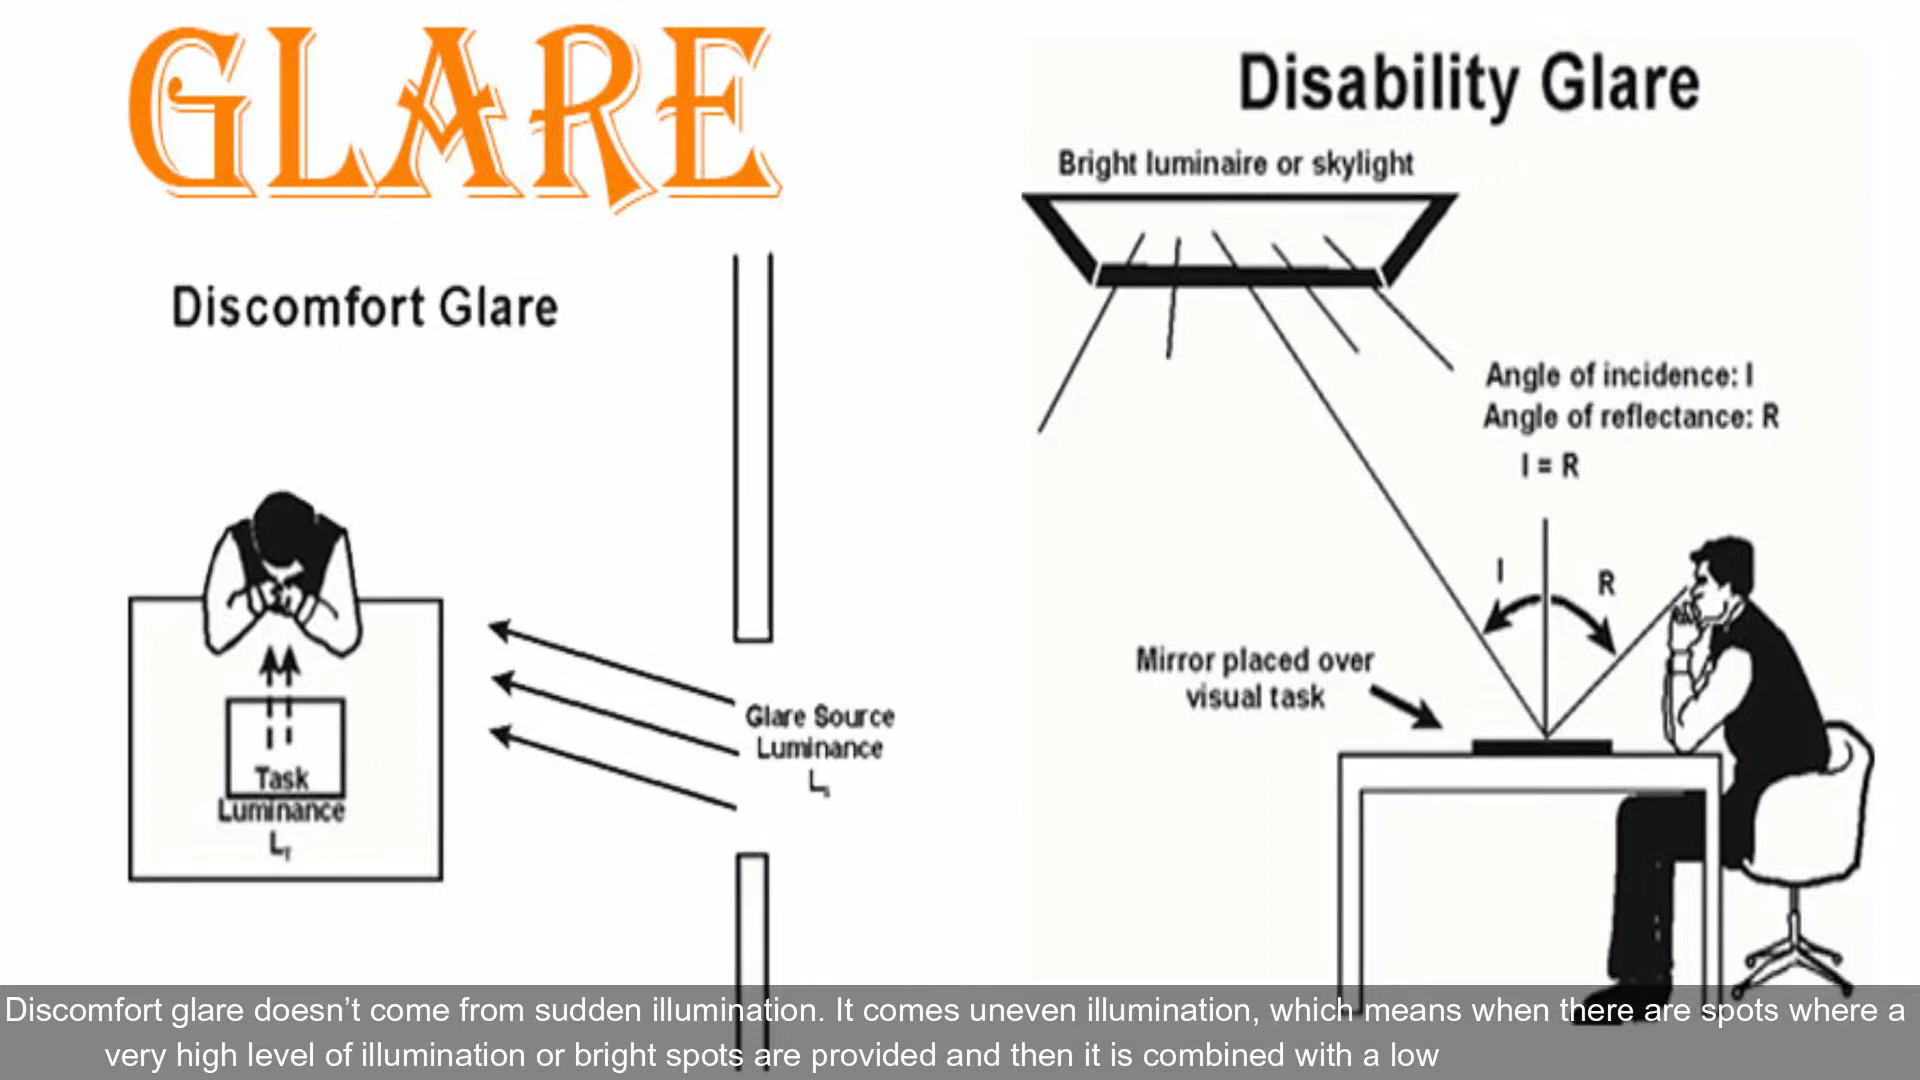 GLARE
Discomfort Glare
Task
Luminance
LT
Glare Source
Luminance
Ls
Disability Glare
Bright luminaire or skylight
Angle of incidence: I
Angle of reflectance: R
I = R
I
R
Mirror placed over
visual task
Discomfort glare doesn’t come from sudden illumination. It comes uneven illumination, which means when there are spots where a
very high level of illumination or bright spots are provided and then it is combined with a low